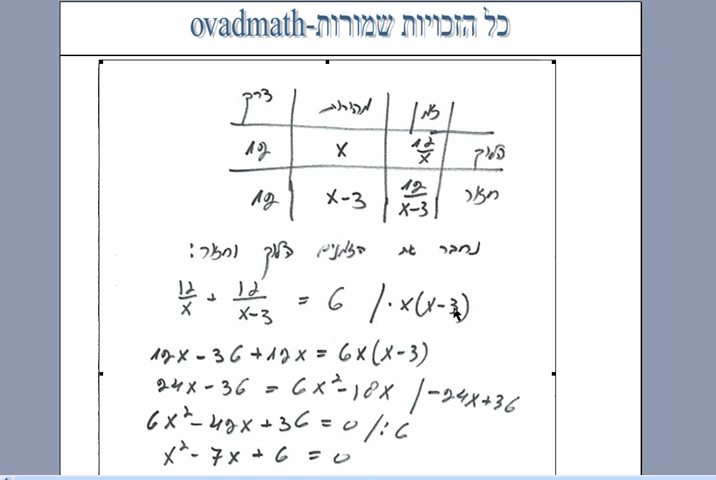 כל הזכויות שמורות-ovadmath
זמן | מהירות | דרך
הלוך | 12/x | x | 12
חזור | 12/(x-3) | x-3 | 12
נחבר את הזמנים הלוך וחזור:
12/x + 12/(x-3) = 6 /·x(x-3)
12x - 36 + 12x = 6x(x-3)
24x - 36 = 6x² - 18x /-24x+36
6x² - 42x + 36 = 0 /:6
x² - 7x + 6 = 0